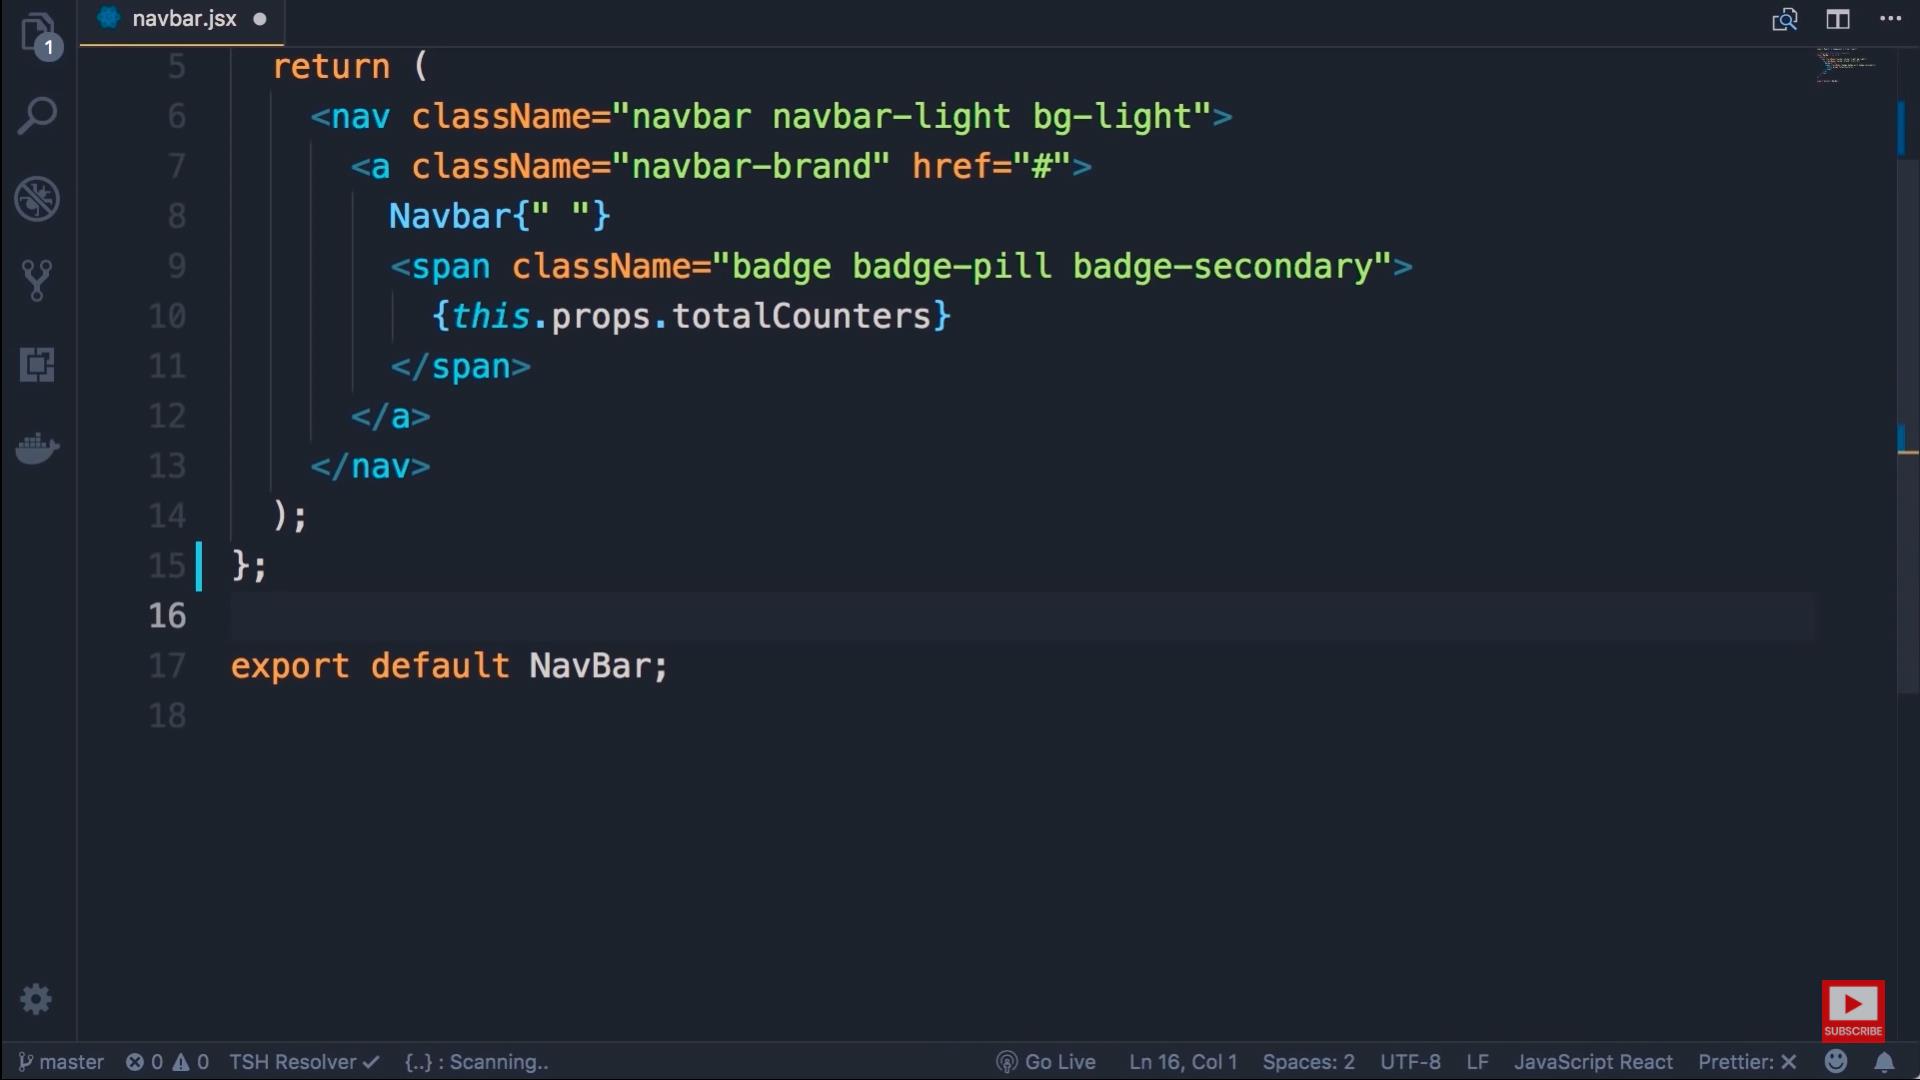 1
navbar.jsx
5 return (
6 <nav className="navbar navbar-light bg-light">
7 <a className="navbar-brand" href="#">
8 Navbar{" "}
9 <span className="badge badge-pill badge-secondary">
10 {this.props.totalCounters}
11 </span>
12 </a>
13 </nav>
14 );
15 };
16
17 export default NavBar;
18
SUBSCRIBE
master 0 0 TSH Resolver {..} : Scanning.. Go Live Ln 16, Col 1 Spaces: 2 UTF-8 LF JavaScript React Prettier: